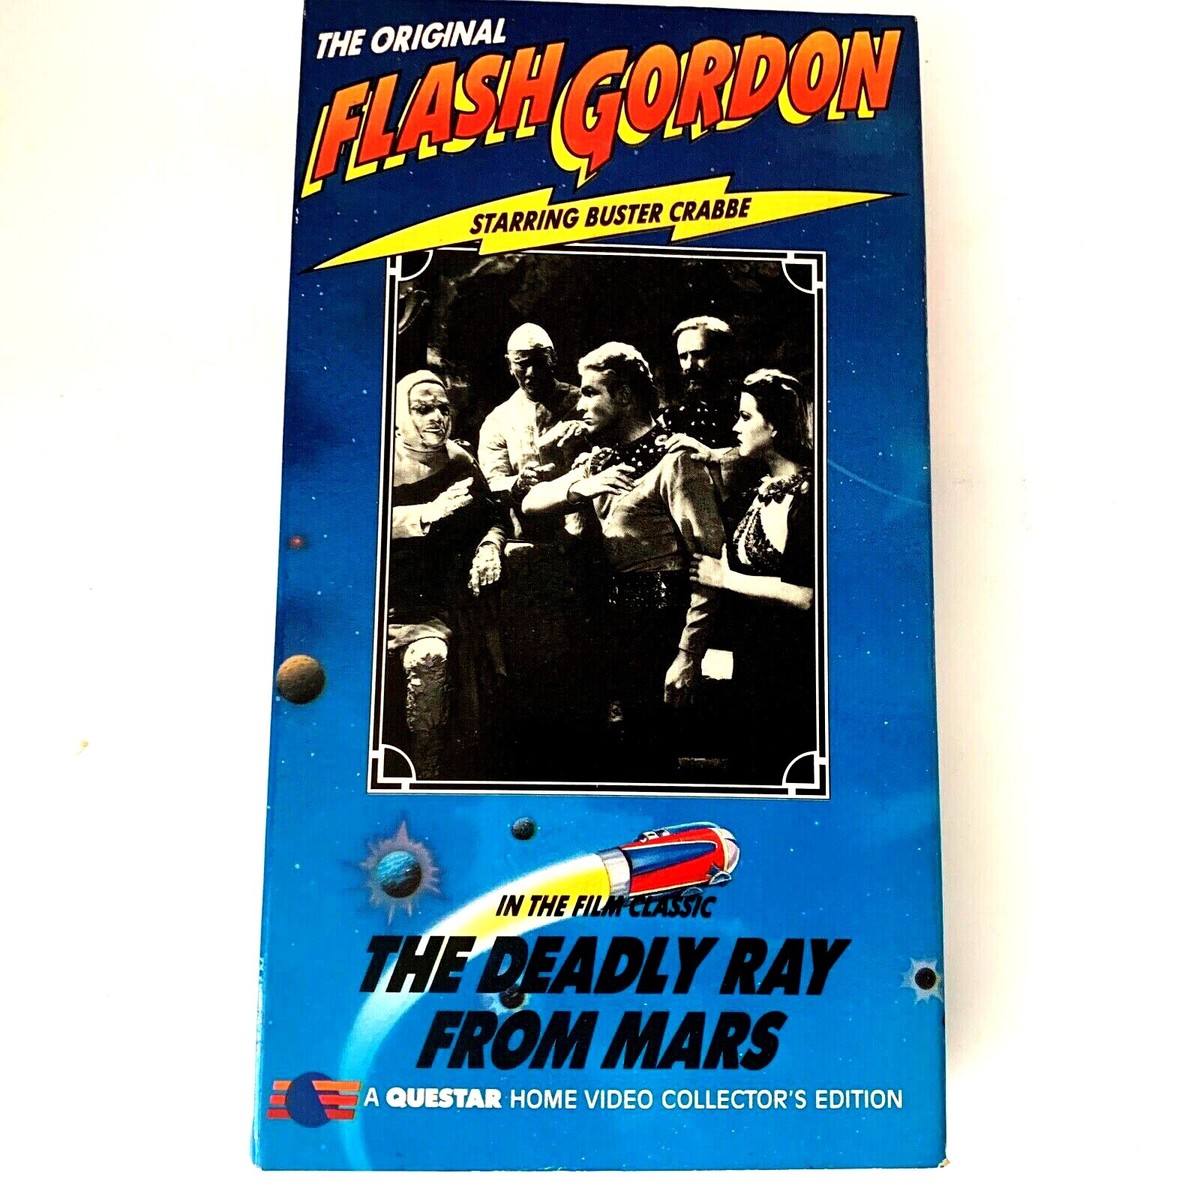 THE ORIGINAL
FLASH GORDON
STARRING BUSTER CRABBE
IN THE FILM CLASSIC
THE DEADLY RAY
FROM MARS
A QUESTAR HOME VIDEO COLLECTOR'S EDITION